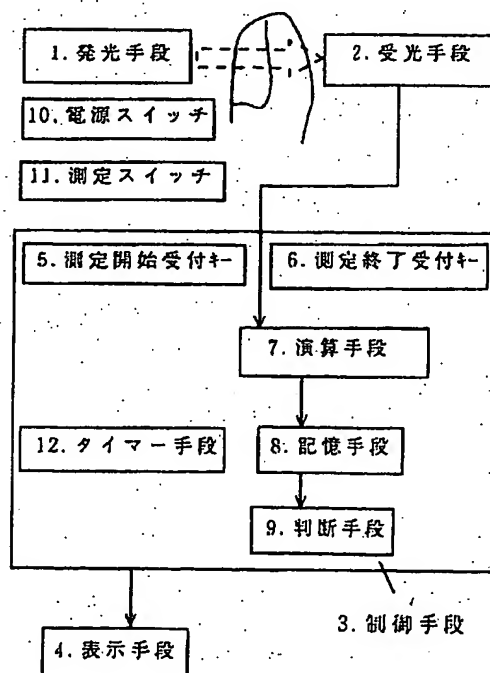 1.発光手段
2.受光手段
10.電源スイッチ
11.測定スイッチ
5.測定開始受付キー
6.測定終了受付キー
7.演算手段
12.タイマー手段
8.記憶手段
9.判断手段
3.制御手段
4.表示手段